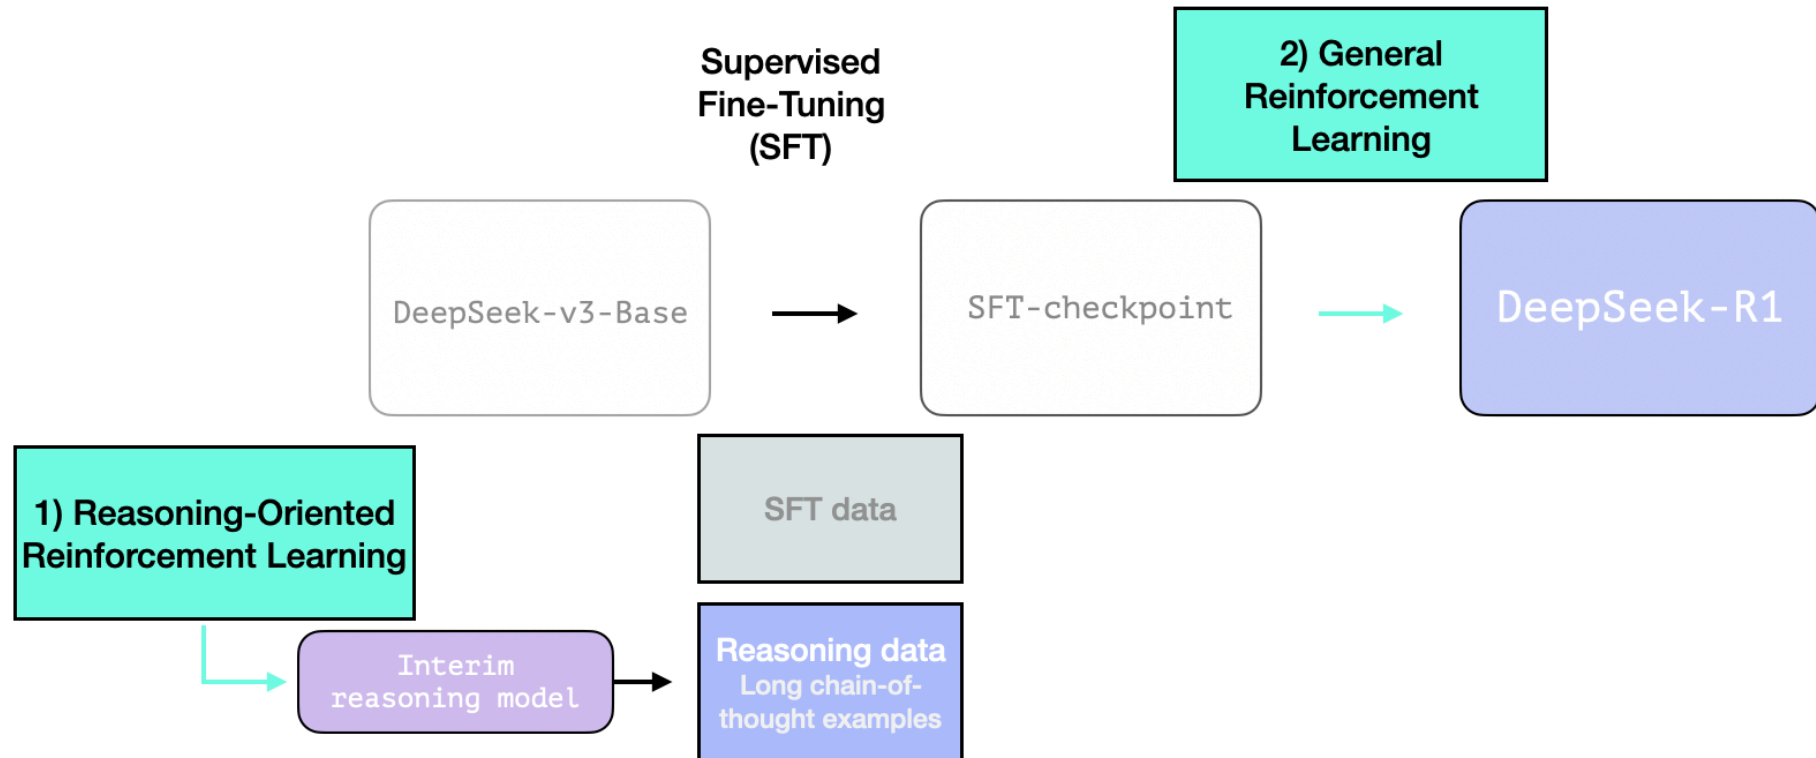 Supervised
Fine-Tuning
(SFT)
2) General
Reinforcement
Learning
DeepSeek-v3-Base
SFT-checkpoint
DeepSeek-R1
1) Reasoning-Oriented
Reinforcement Learning
SFT data
Interim
reasoning model
Reasoning data
Long chain-of-
thought examples